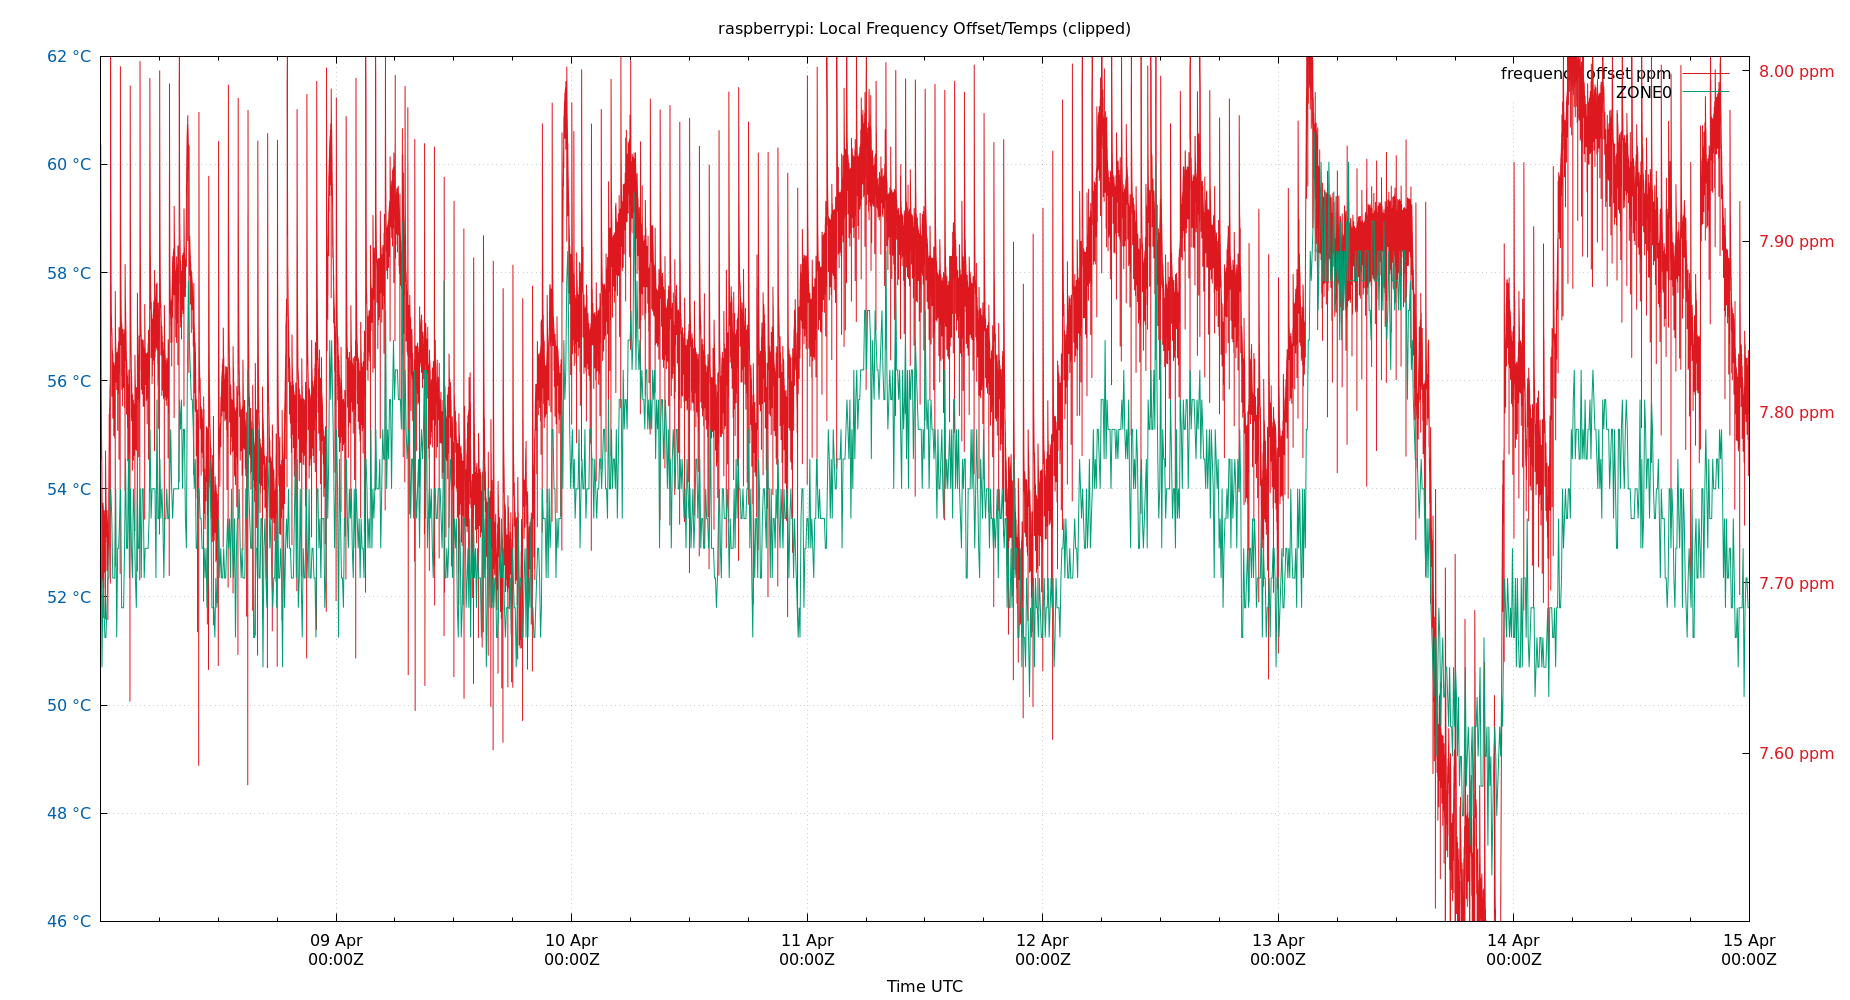 raspberrypi: Local Frequency Offset/Temps (clipped)
62 °C
60 °C
58 °C
56 °C
54 °C
52 °C
50 °C
48 °C
46 °C
frequency offset ppm
ZONE0
8.00 ppm
7.90 ppm
7.80 ppm
7.70 ppm
7.60 ppm
09 Apr
00:00Z
10 Apr
00:00Z
11 Apr
00:00Z
12 Apr
00:00Z
13 Apr
00:00Z
14 Apr
00:00Z
15 Apr
00:00Z
Time UTC